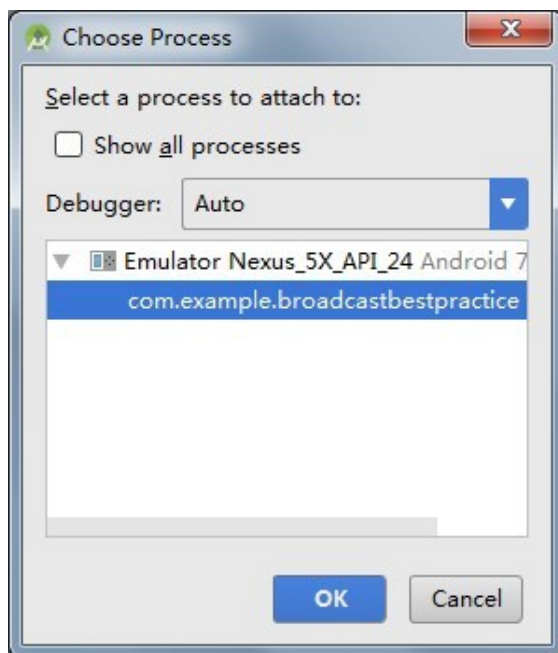 Choose Process
Select a process to attach to:
Show all processes
Debugger: Auto
Emulator Nexus_5X_API_24 Android 7
com.example.broadcastbestpractice
OK Cancel